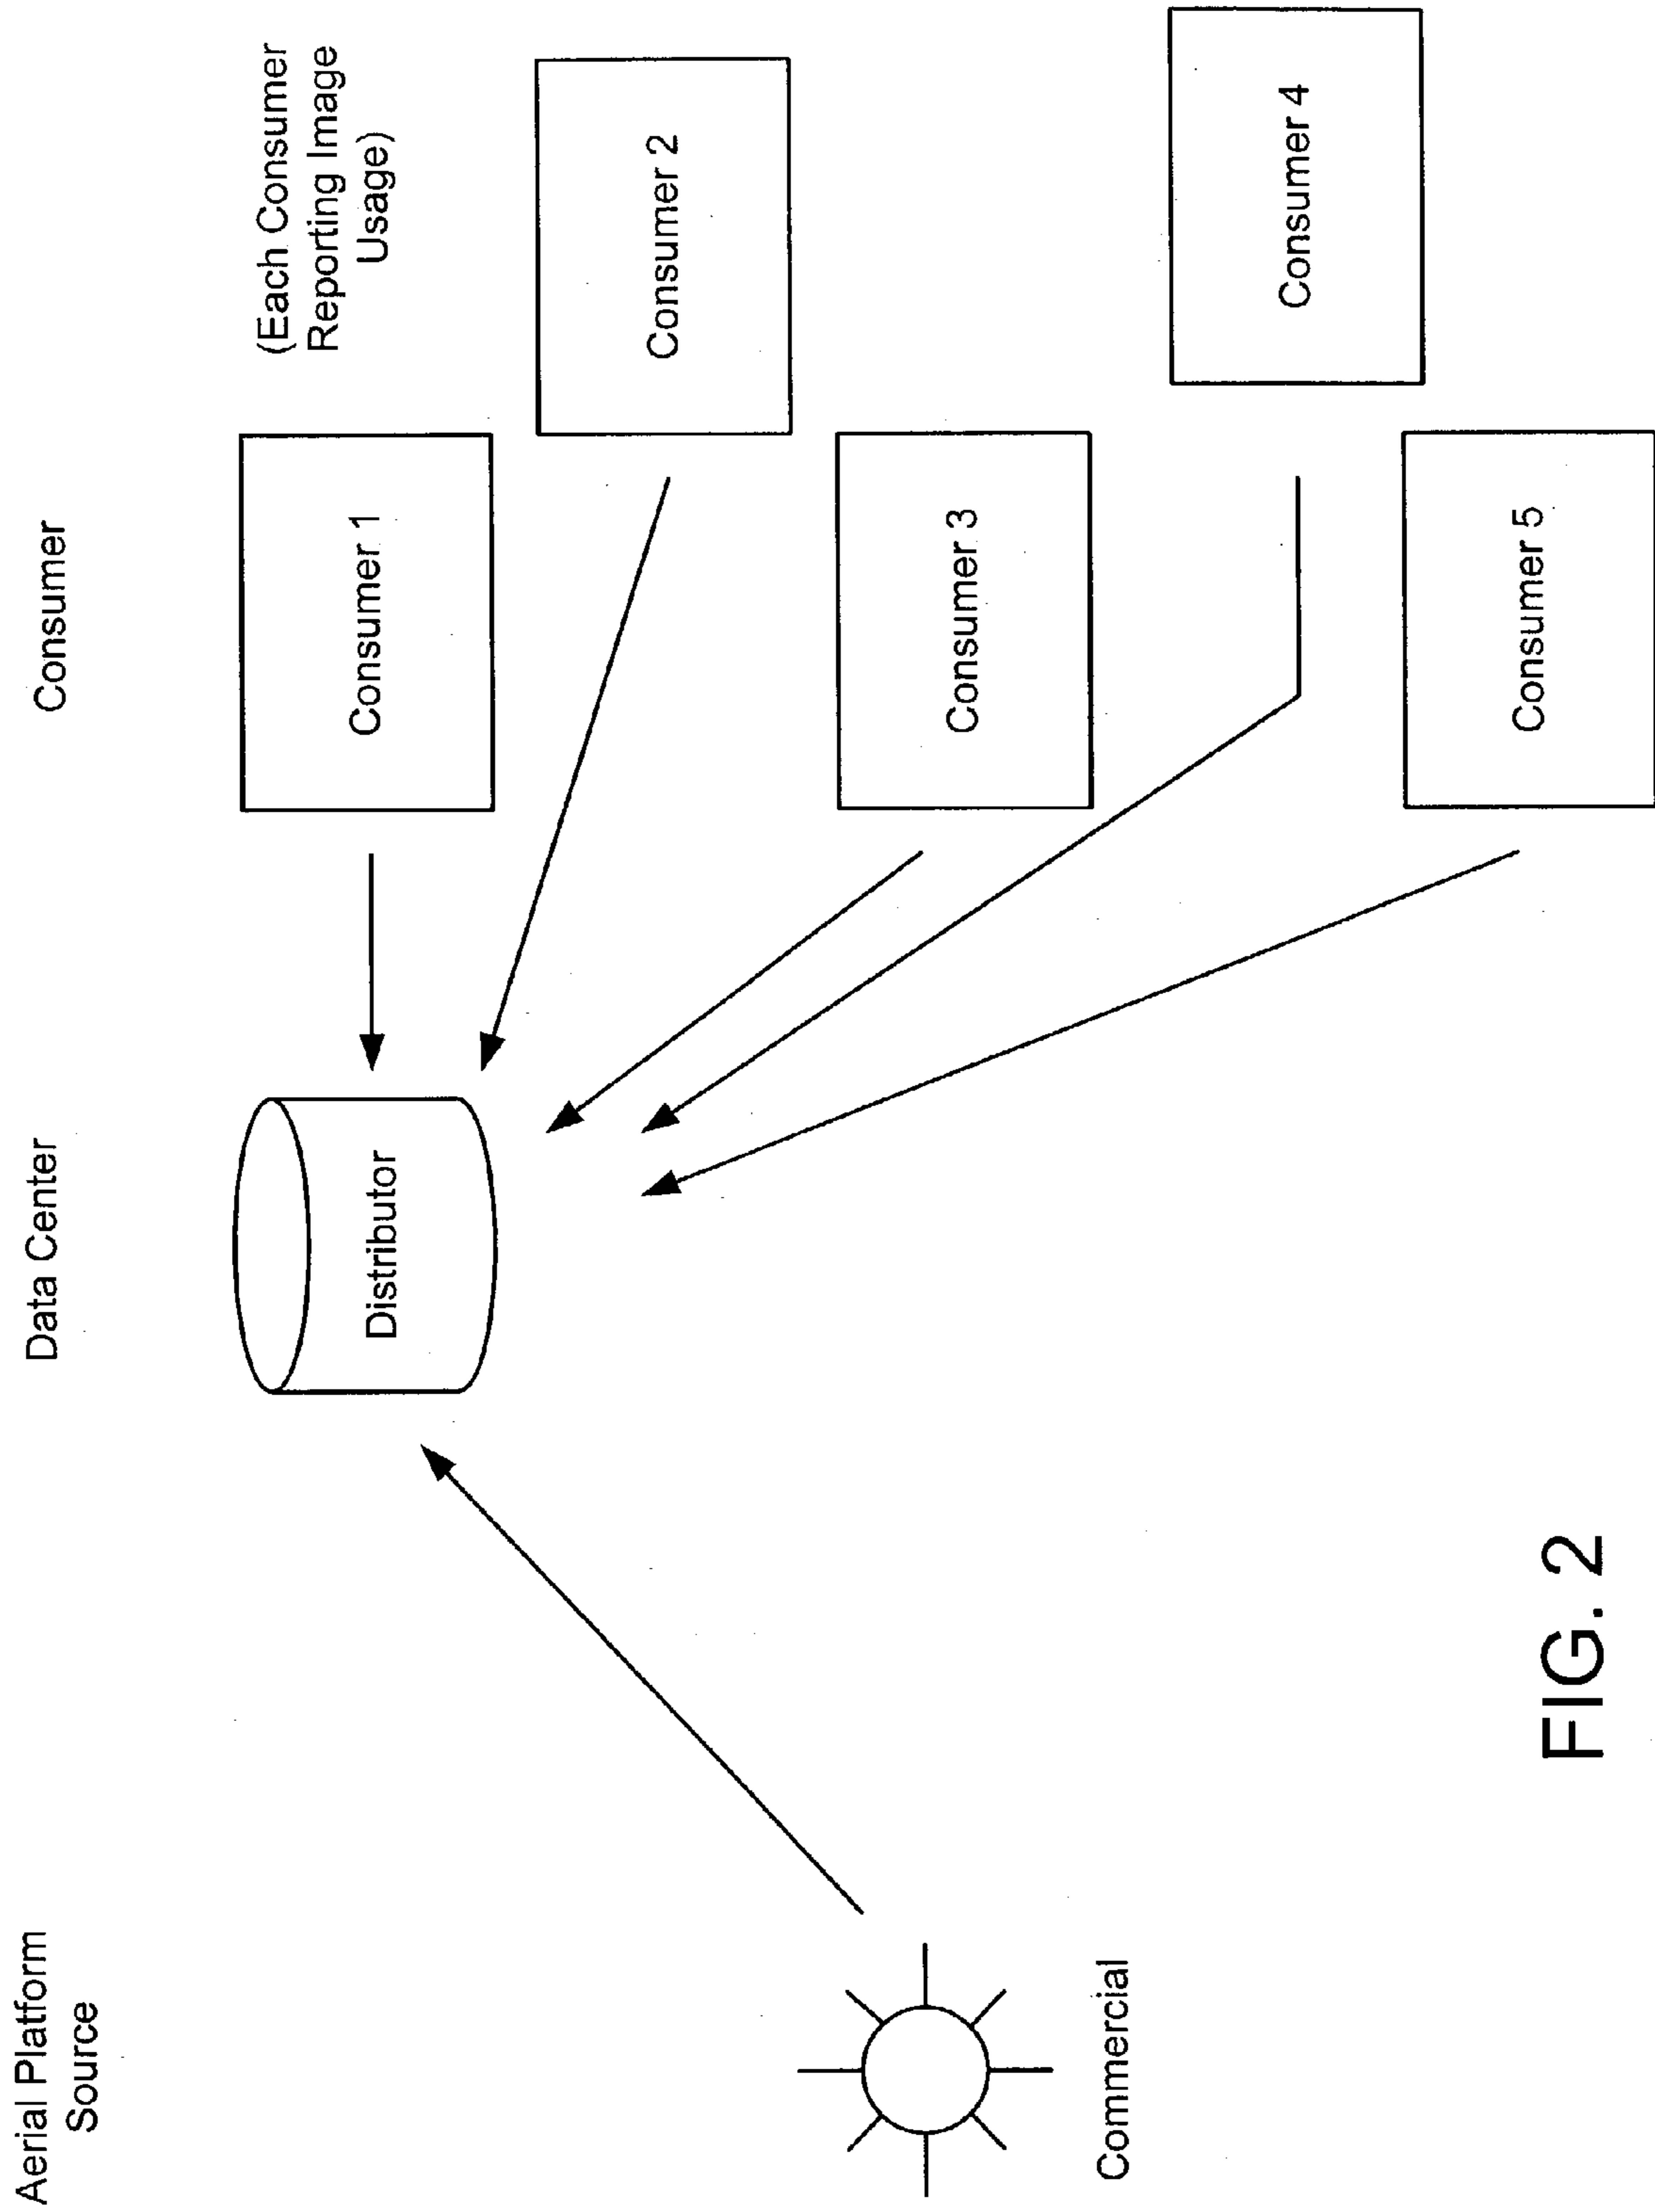 Aerial Platform
Source
Data Center
Consumer
(Each Consumer
Reporting Image
Usage)
Distributor
Consumer 1
Consumer 2
Commercial
Consumer 3
Consumer 4
Consumer 5
FIG. 2